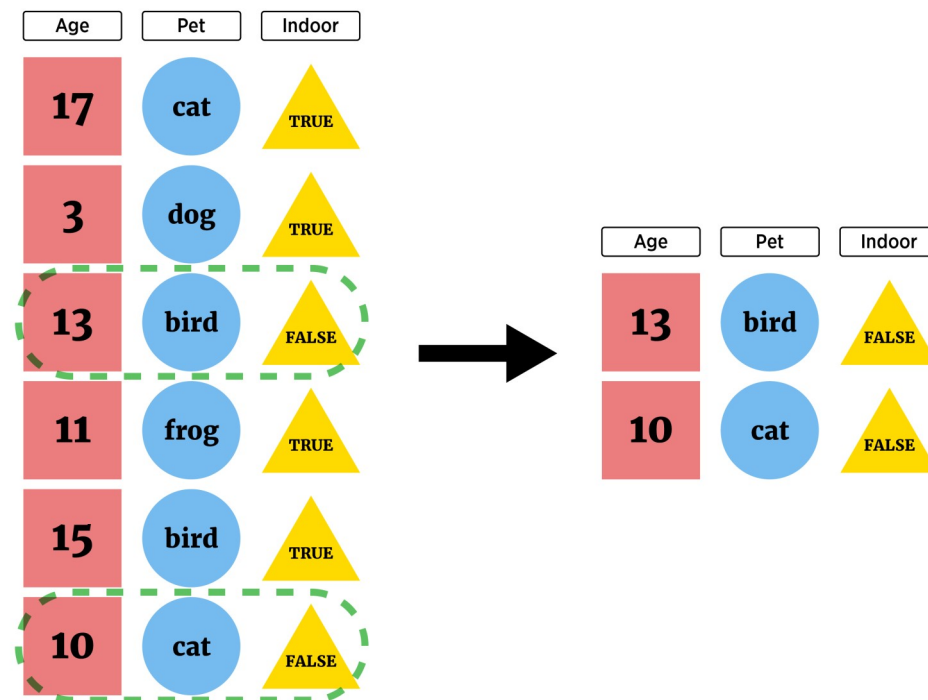 Age Pet Indoor
17 cat TRUE
3 dog TRUE
13 bird FALSE
11 frog TRUE
15 bird TRUE
10 cat FALSE
Age Pet Indoor
13 bird FALSE
10 cat FALSE